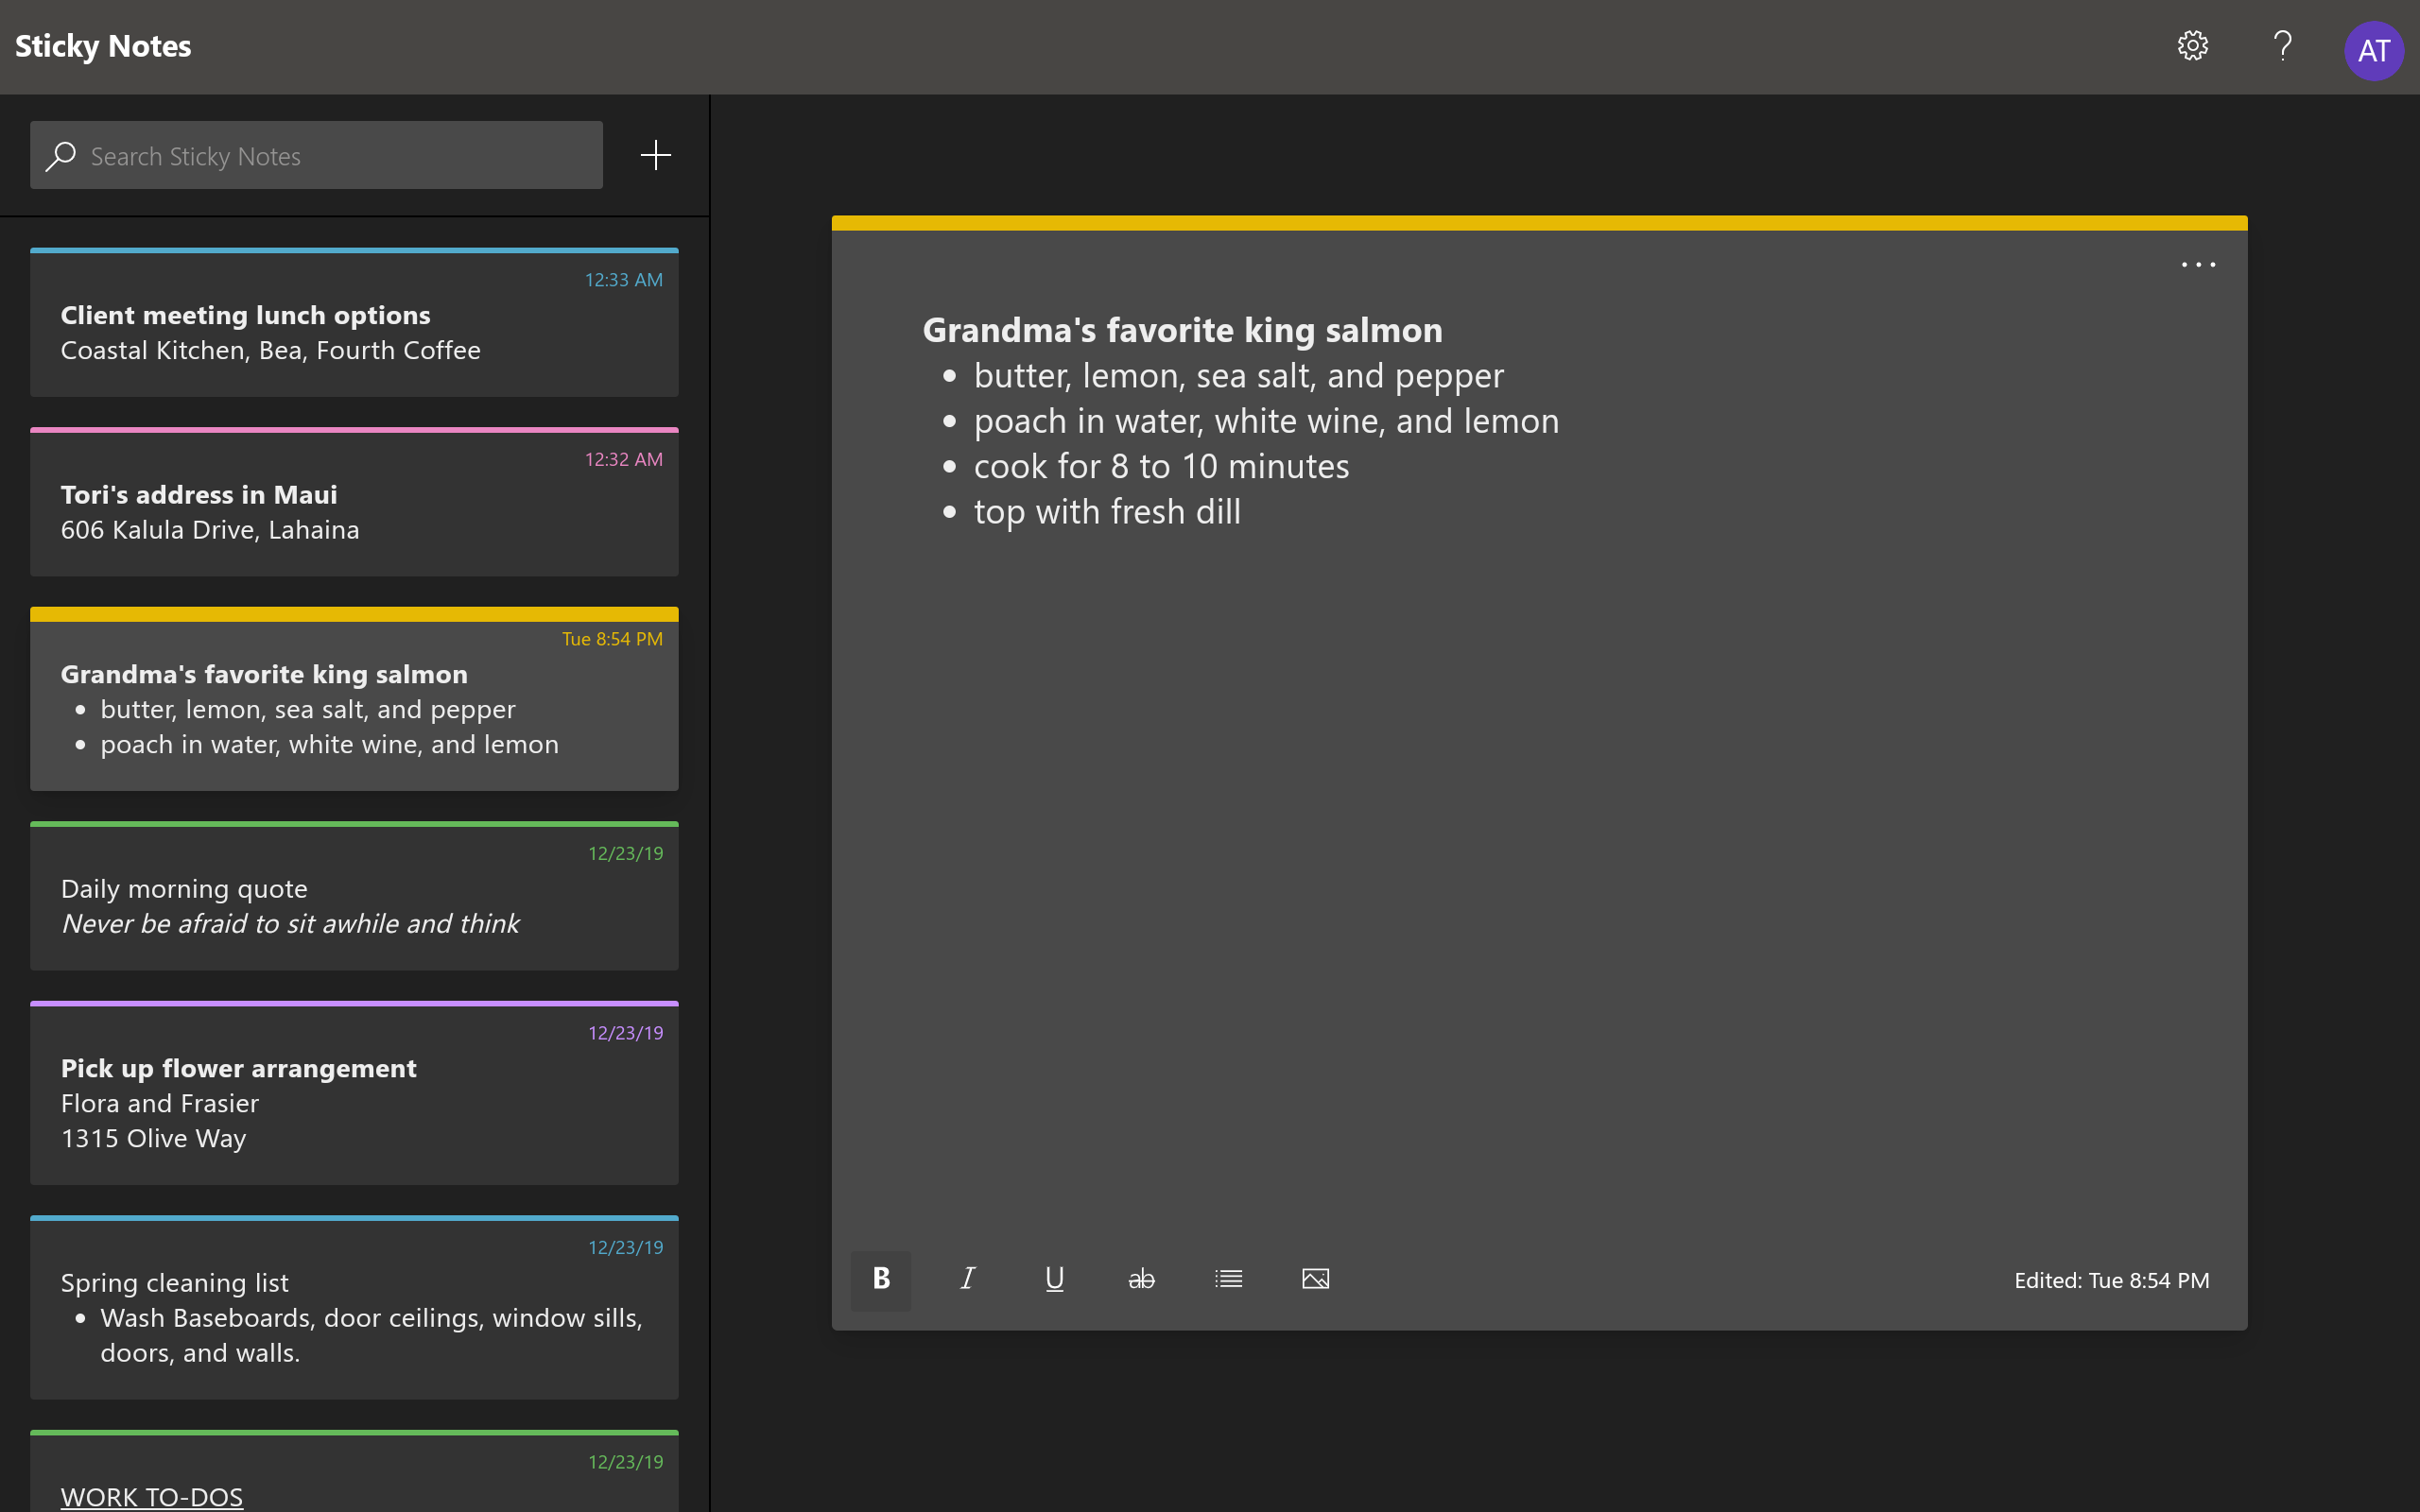 Sticky Notes
AT
Search Sticky Notes
12:33 AM
Client meeting lunch options
Coastal Kitchen, Bea, Fourth Coffee
12:32 AM
Tori's address in Maui
606 Kalula Drive, Lahaina
Tue 8:54 PM
Grandma's favorite king salmon
• butter, lemon, sea salt, and pepper
• poach in water, white wine, and lemon
12/23/19
Daily morning quote
Never be afraid to sit awhile and think
12/23/19
Pick up flower arrangement
Flora and Frasier
1315 Olive Way
12/23/19
Spring cleaning list
• Wash Baseboards, door ceilings, window sills,
doors, and walls.
12/23/19
WORK TO-DOS
Grandma's favorite king salmon
• butter, lemon, sea salt, and pepper
• poach in water, white wine, and lemon
• cook for 8 to 10 minutes
• top with fresh dill
B I U ab
Edited: Tue 8:54 PM